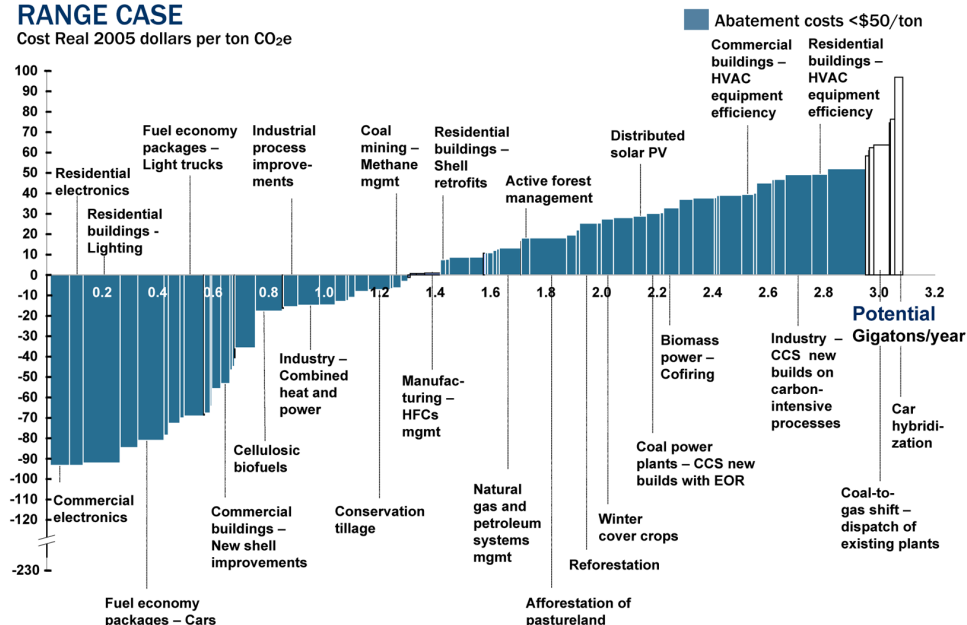 RANGE CASE
Cost Real 2005 dollars per ton CO₂e
Abatement costs <$50/ton
100
90
80
70
60
50
40
30
20
10
0
-10
-20
-30
-40
-50
-60
-70
-80
-90
-100
-110
-120
-230
Residential
electronics
Residential
buildings -
Lighting
Fuel economy
packages –
Light trucks
Industrial
process
improve-
ments
Coal
mining –
Methane
mgmt
Residential
buildings –
Shell
retrofits
Active forest
management
Distributed
solar PV
Commercial
buildings –
HVAC
equipment
efficiency
Residential
buildings –
HVAC
equipment
efficiency
0.2
0.4
0.6
0.8
1.0
1.2
1.4
1.6
1.8
2.0
2.2
2.4
2.6
2.8
3.0
3.2
Potential
Gigatons/year
Commercial
electronics
Fuel economy
packages – Cars
Commercial
buildings –
New shell
improvements
Cellulosic
biofuels
Industry –
Combined
heat and
power
Conservation
tillage
Manufac-
turing –
HFCs
mgmt
Natural
gas and
petroleum
systems
mgmt
Afforestation of
pastureland
Reforestation
Winter
cover crops
Coal power
plants – CCS new
builds with EOR
Biomass
power –
Cofiring
Industry –
CCS new
builds on
carbon-
intensive
processes
Coal-to-
gas shift –
dispatch of
existing plants
Car
hybridi-
zation